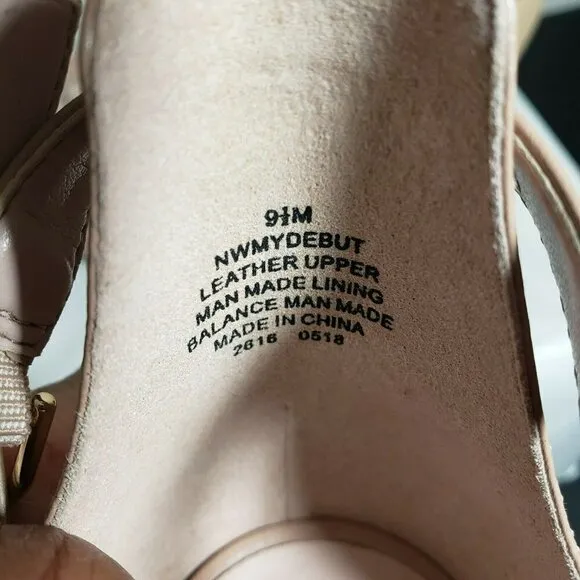 9½M
NWMYDEBUT
LEATHER UPPER
MAN MADE LINING
BALANCE MAN MADE
MADE IN CHINA
2616 0518